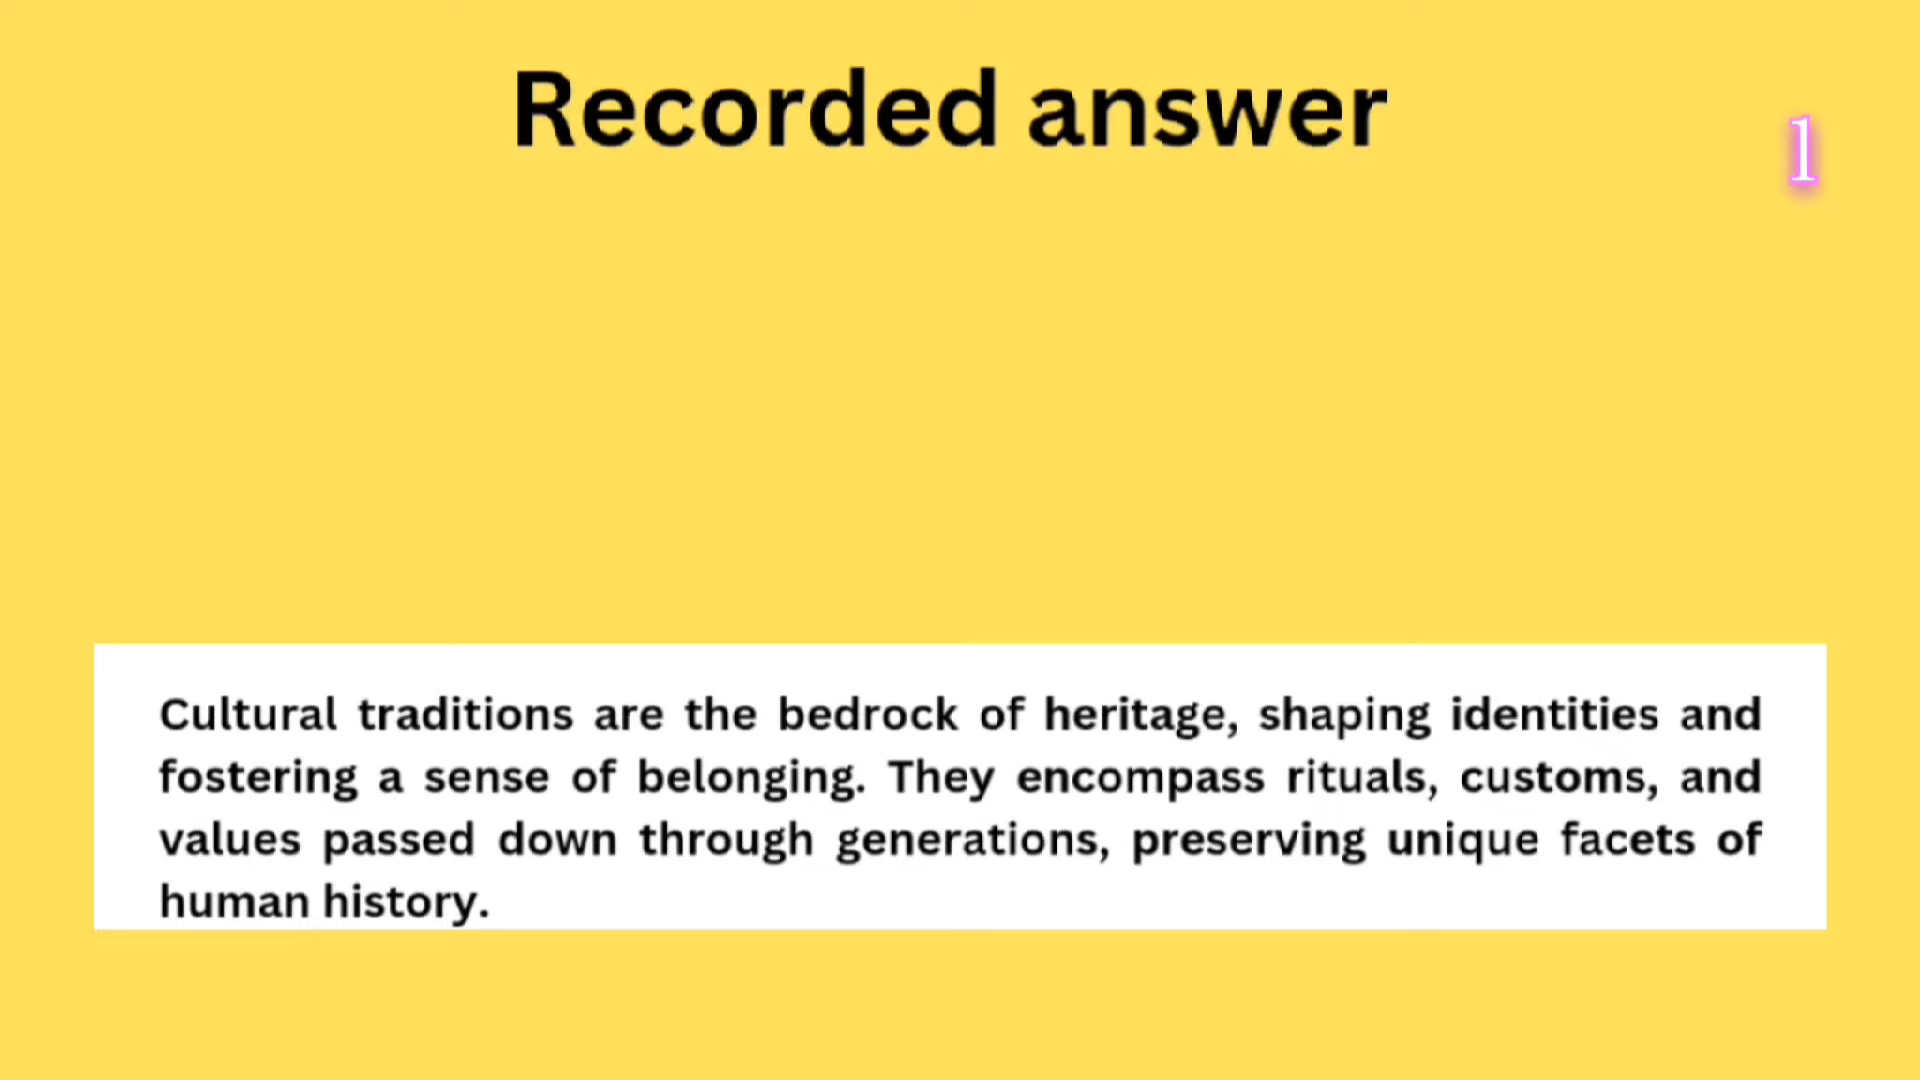 Recorded answer
1
Cultural traditions are the bedrock of heritage, shaping identities and
fostering a sense of belonging. They encompass rituals, customs, and
values passed down through generations, preserving unique facets of
human history.